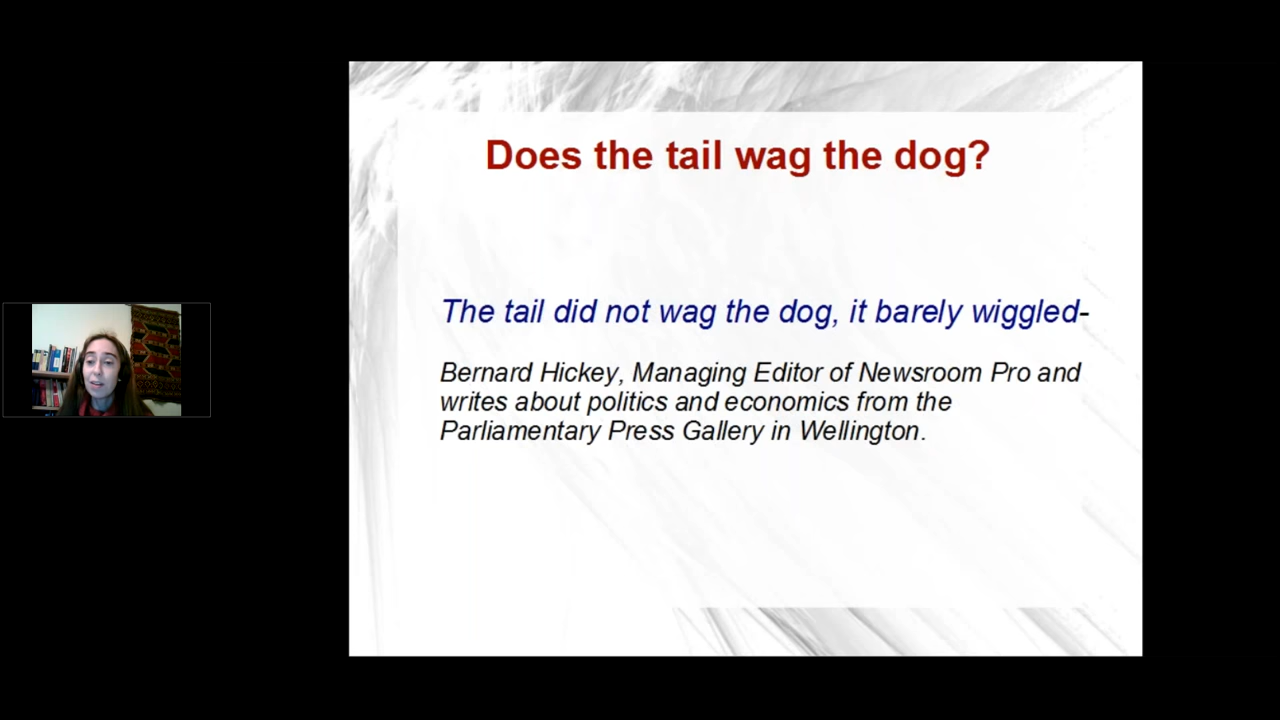 Does the tail wag the dog?
The tail did not wag the dog, it barely wiggled-
Bernard Hickey, Managing Editor of Newsroom Pro and
writes about politics and economics from the
Parliamentary Press Gallery in Wellington.